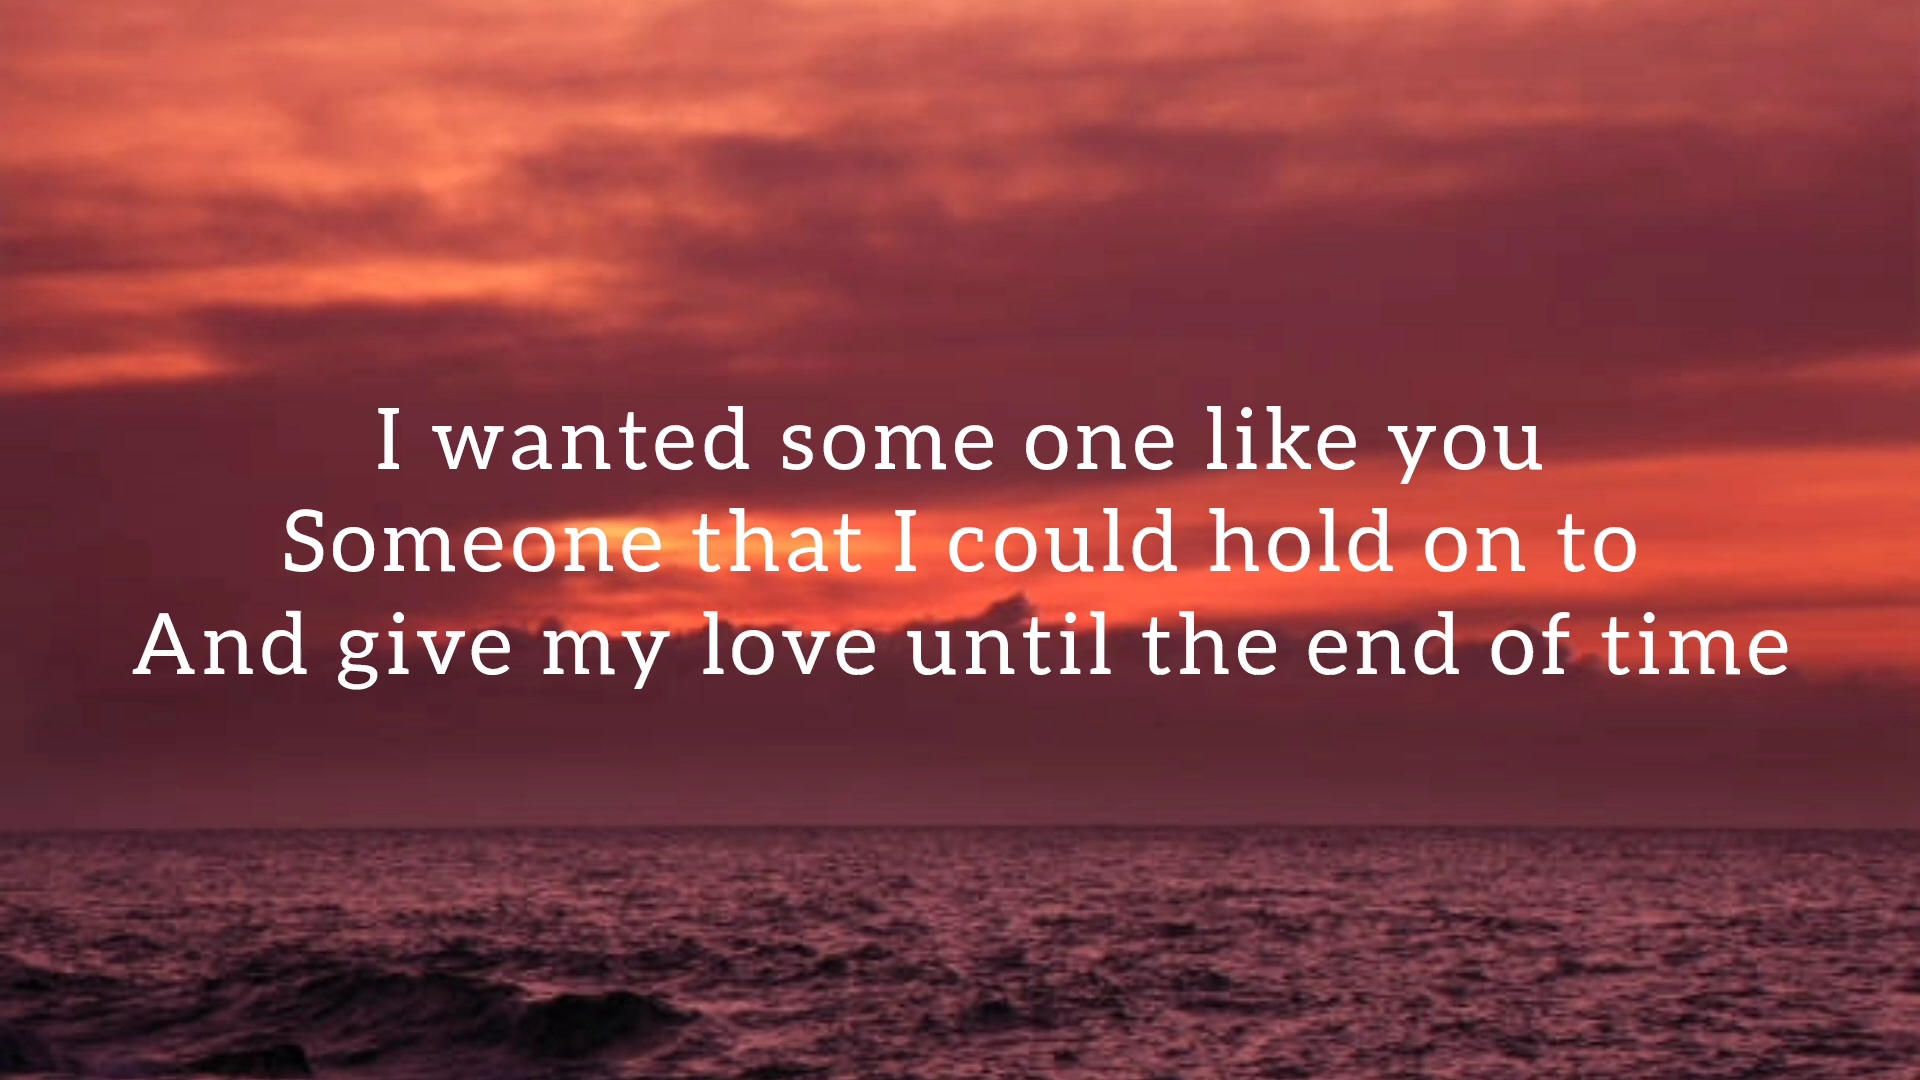 I wanted some one like you
Someone that I could hold on to
And give my love until the end of time